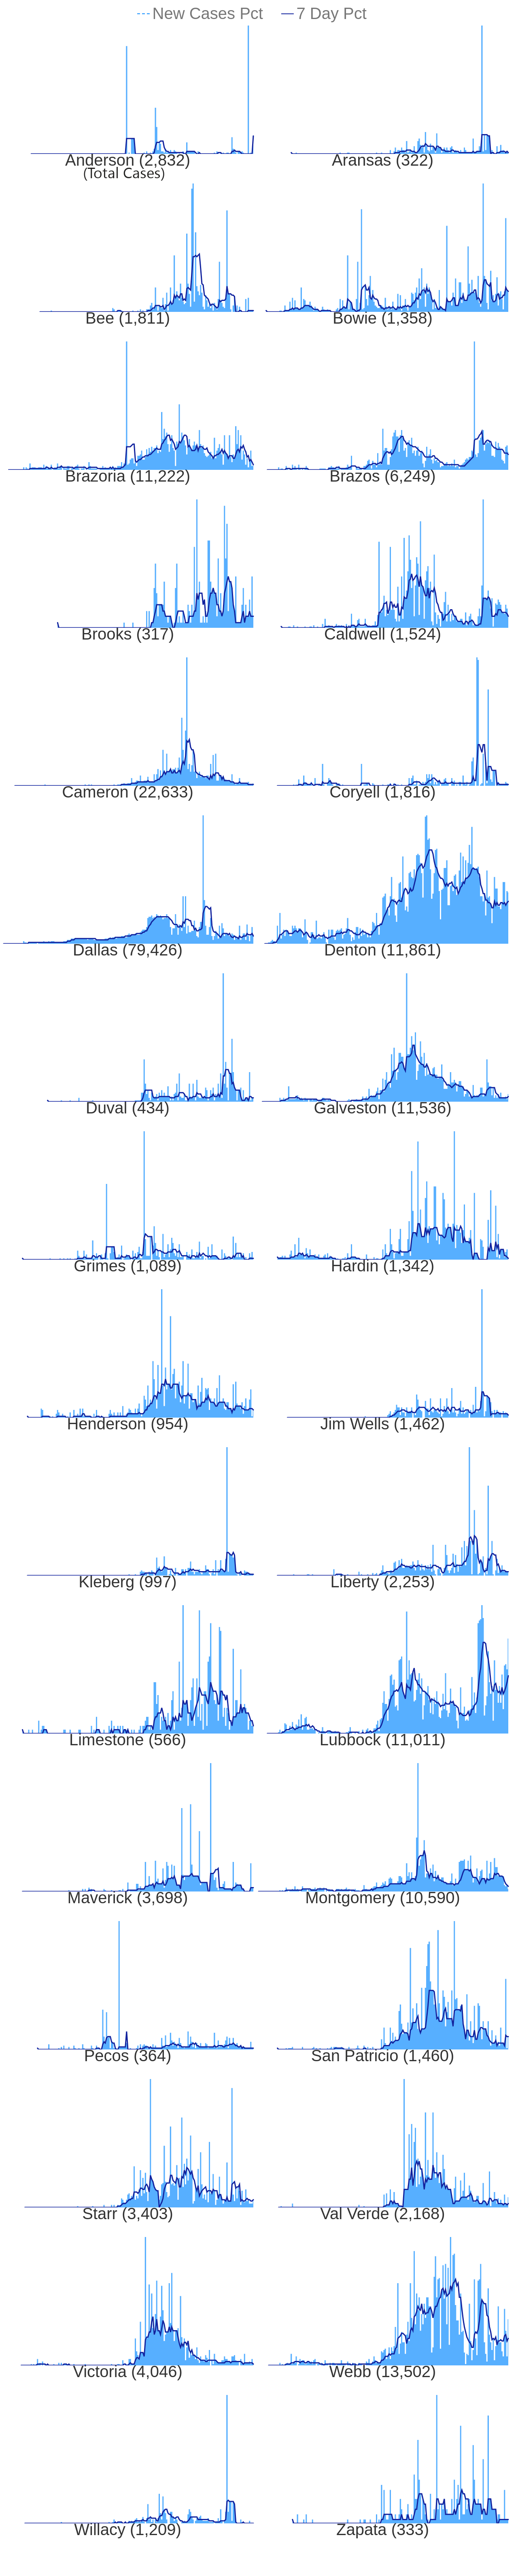 New Cases Pct 7 Day Pct
Anderson (2,832) Aransas (322)
(Total Cases)
Bee (1,811) Bowie (1,358)
Brazoria (11,222) Brazos (6,249)
Brooks (317) Caldwell (1,524)
Cameron (22,633) Coryell (1,816)
Dallas (79,426) Denton (11,861)
Duval (434) Galveston (11,536)
Grimes (1,089) Hardin (1,342)
Henderson (954) Jim Wells (1,462)
Kleberg (997) Liberty (2,253)
Limestone (566) Lubbock (11,011)
Maverick (3,698) Montgomery (10,590)
Pecos (364) San Patricio (1,460)
Starr (3,403) Val Verde (2,168)
Victoria (4,046) Webb (13,502)
Willacy (1,209) Zapata (333)